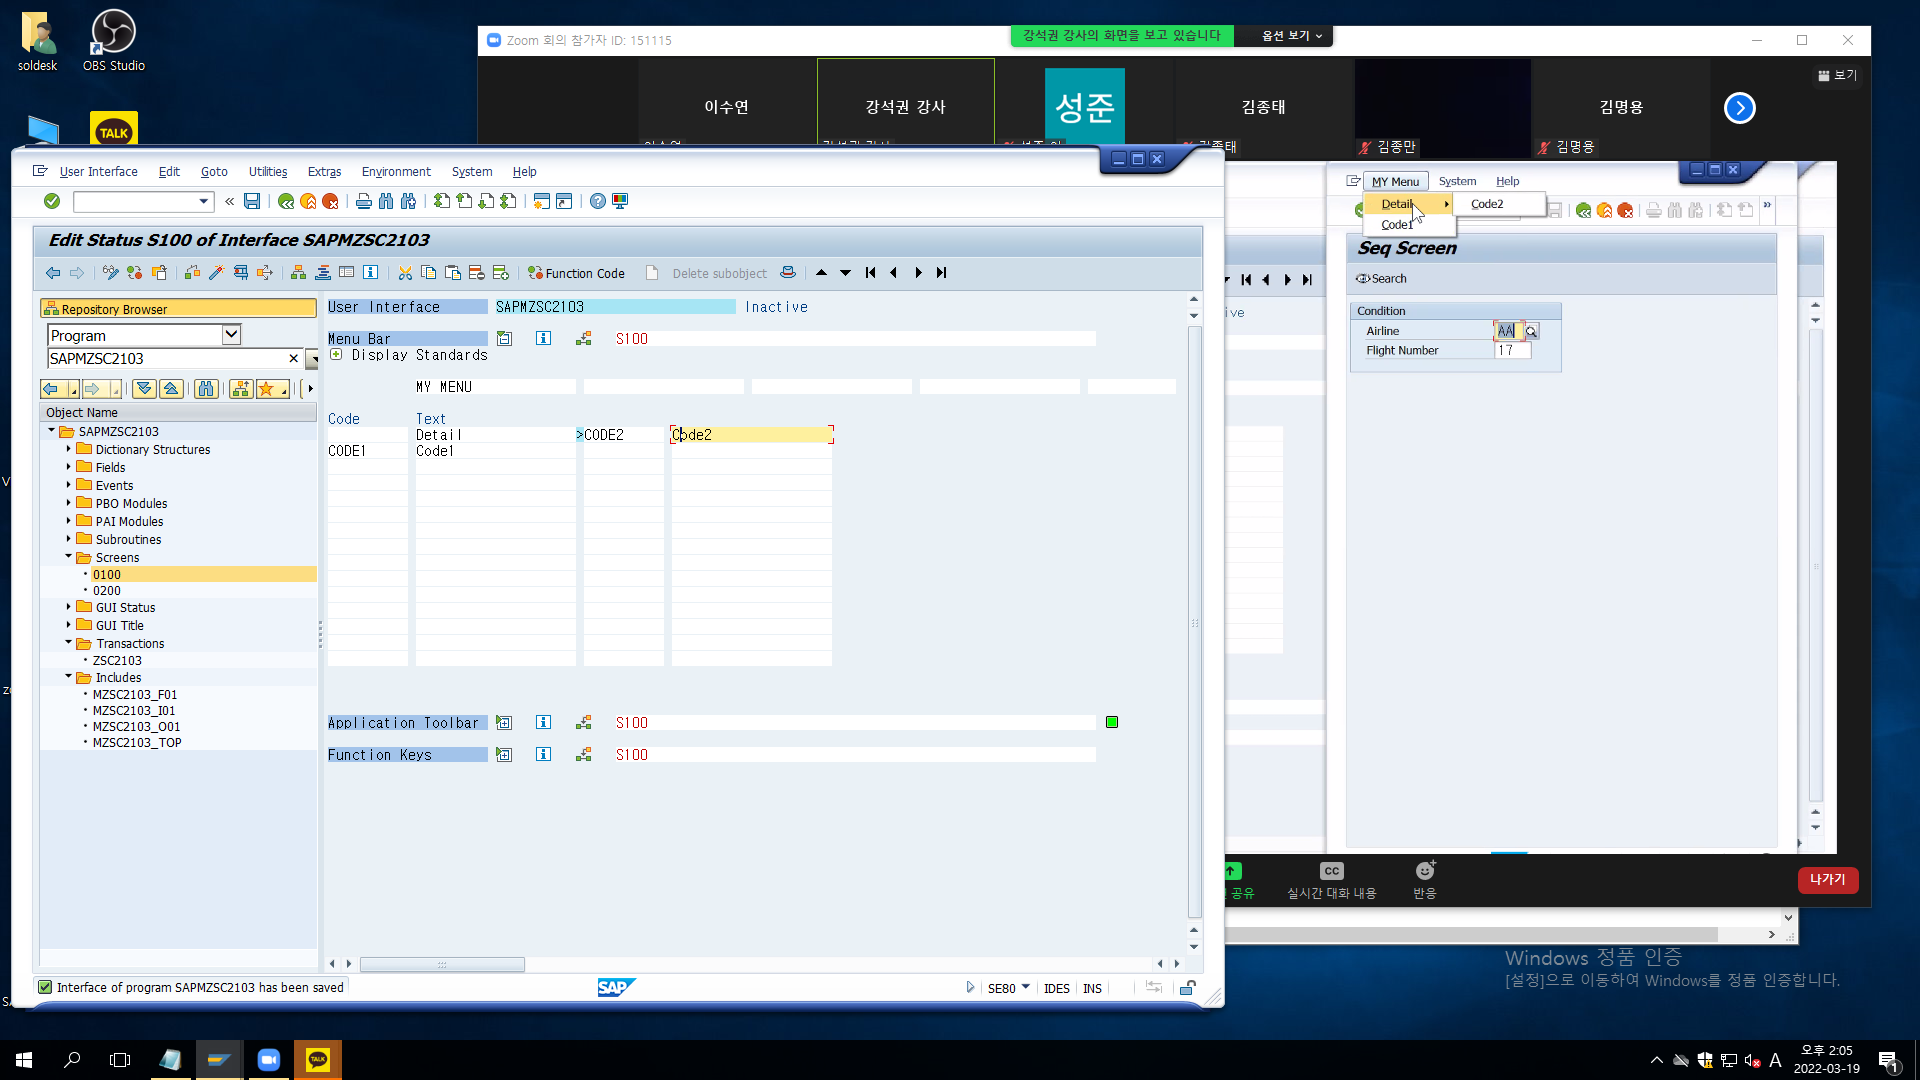 soldesk
OBS Studio
TALK
Zoom 회의 참가자 ID: 151115
강석권 강사의 화면을 보고 있습니다
옵션 보기
보기
이수연
강석권 강사
성준
김종태
김명용
김종만
김명용
User Interface Edit Goto Utilities Extras Environment System Help
Edit Status S100 of Interface SAPMZSC2103
Function Code
Delete subobject
Repository Browser
Program
SAPMZSC2103
Object Name
SAPMZSC2103
Dictionary Structures
Fields
Events
PBO Modules
PAI Modules
Subroutines
Screens
0100
0200
GUI Status
GUI Title
Transactions
ZSC2103
Includes
MZSC2103_F01
MZSC2103_I01
MZSC2103_O01
MZSC2103_TOP
User Interface SAPMZSC2103 Inactive
Menu Bar S100
Display Standards
MY MENU
Code Text
Detail >CODE2 Code2
CODE1 Code1
Application Toolbar S100
Function Keys S100
Interface of program SAPMZSC2103 has been saved
SAP
SE80 IDES INS
MY Menu System Help
Detail Code2
Code1
Seq Screen
Search
Condition
Airline AA
Flight Number 17
공유
CC
실시간 대화 내용
반응
나가기
Windows 정품 인증
[설정]으로 이동하여 Windows를 정품 인증합니다.
TALK
A
오후 2:05
2022-03-19
1